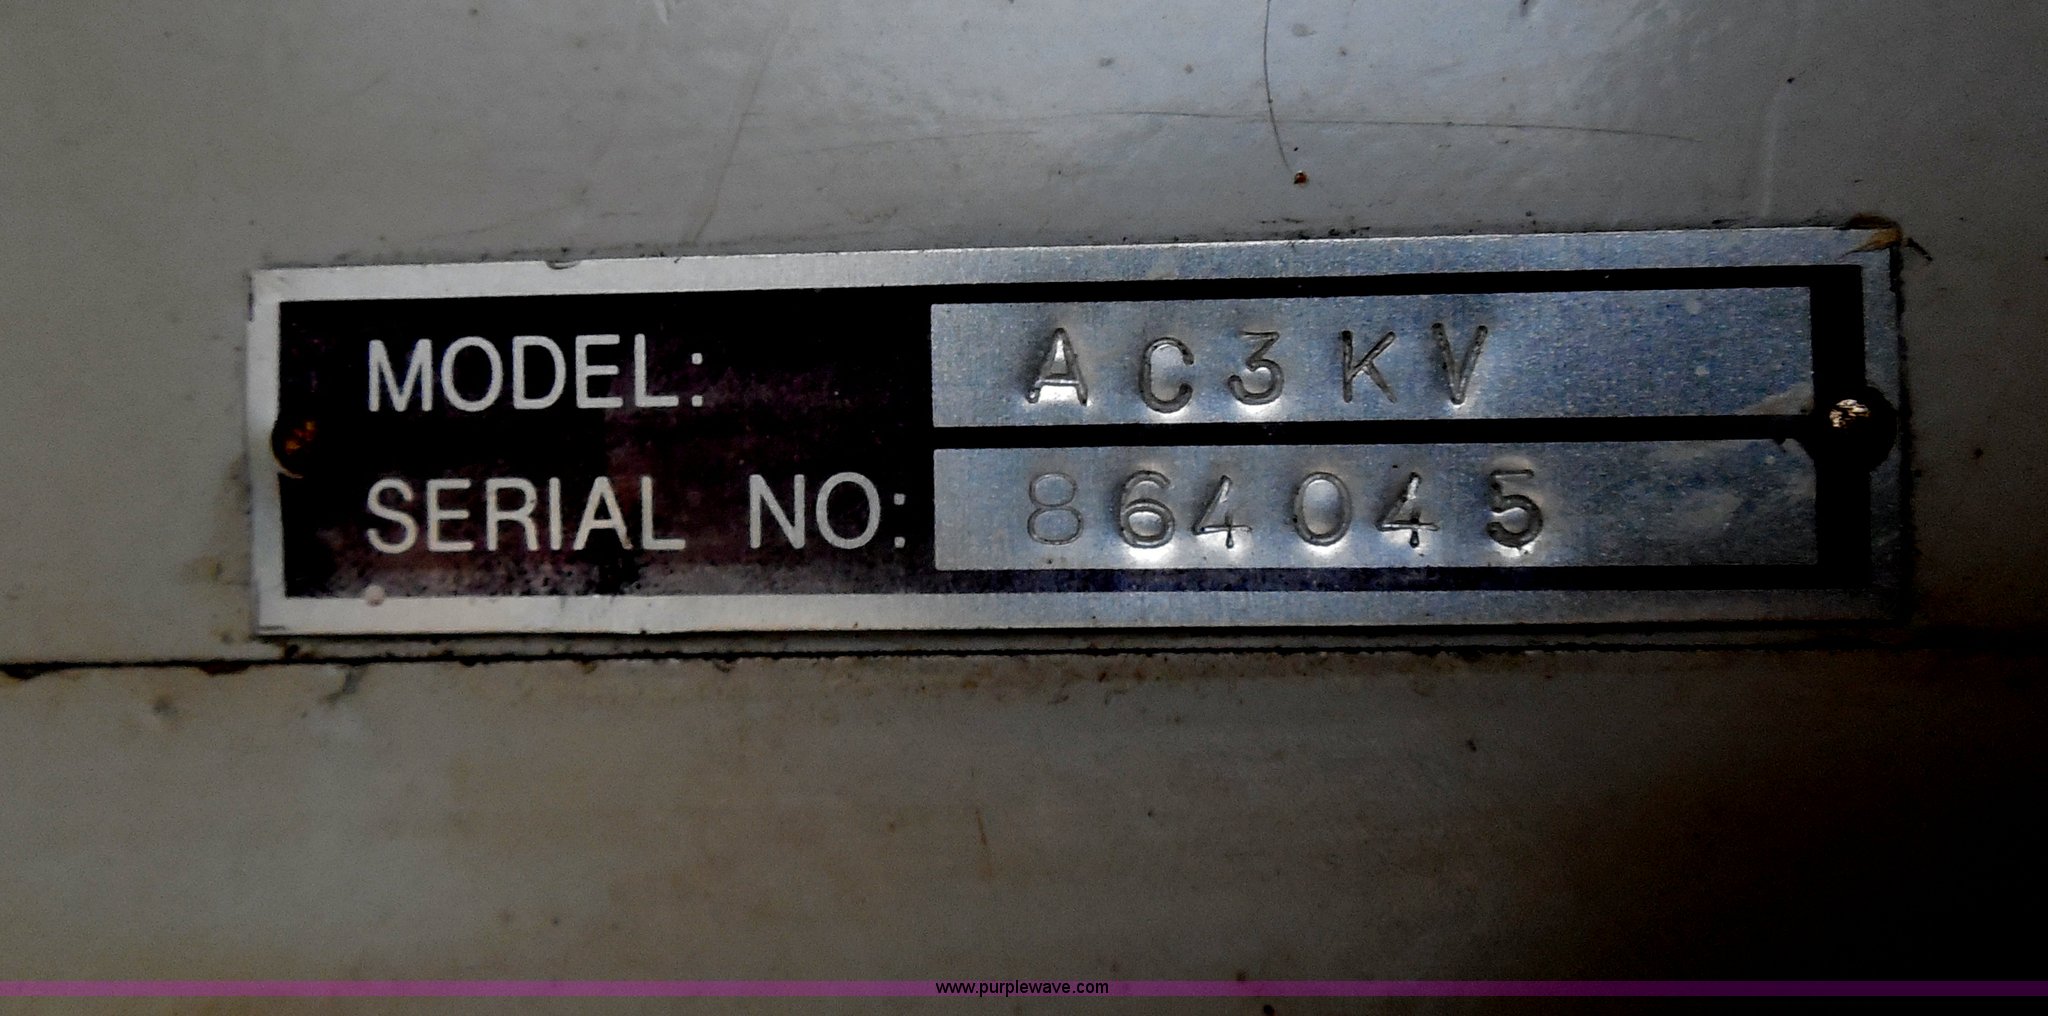 MODEL: AC3KV
SERIAL NO: 864045
www.purplewave.com